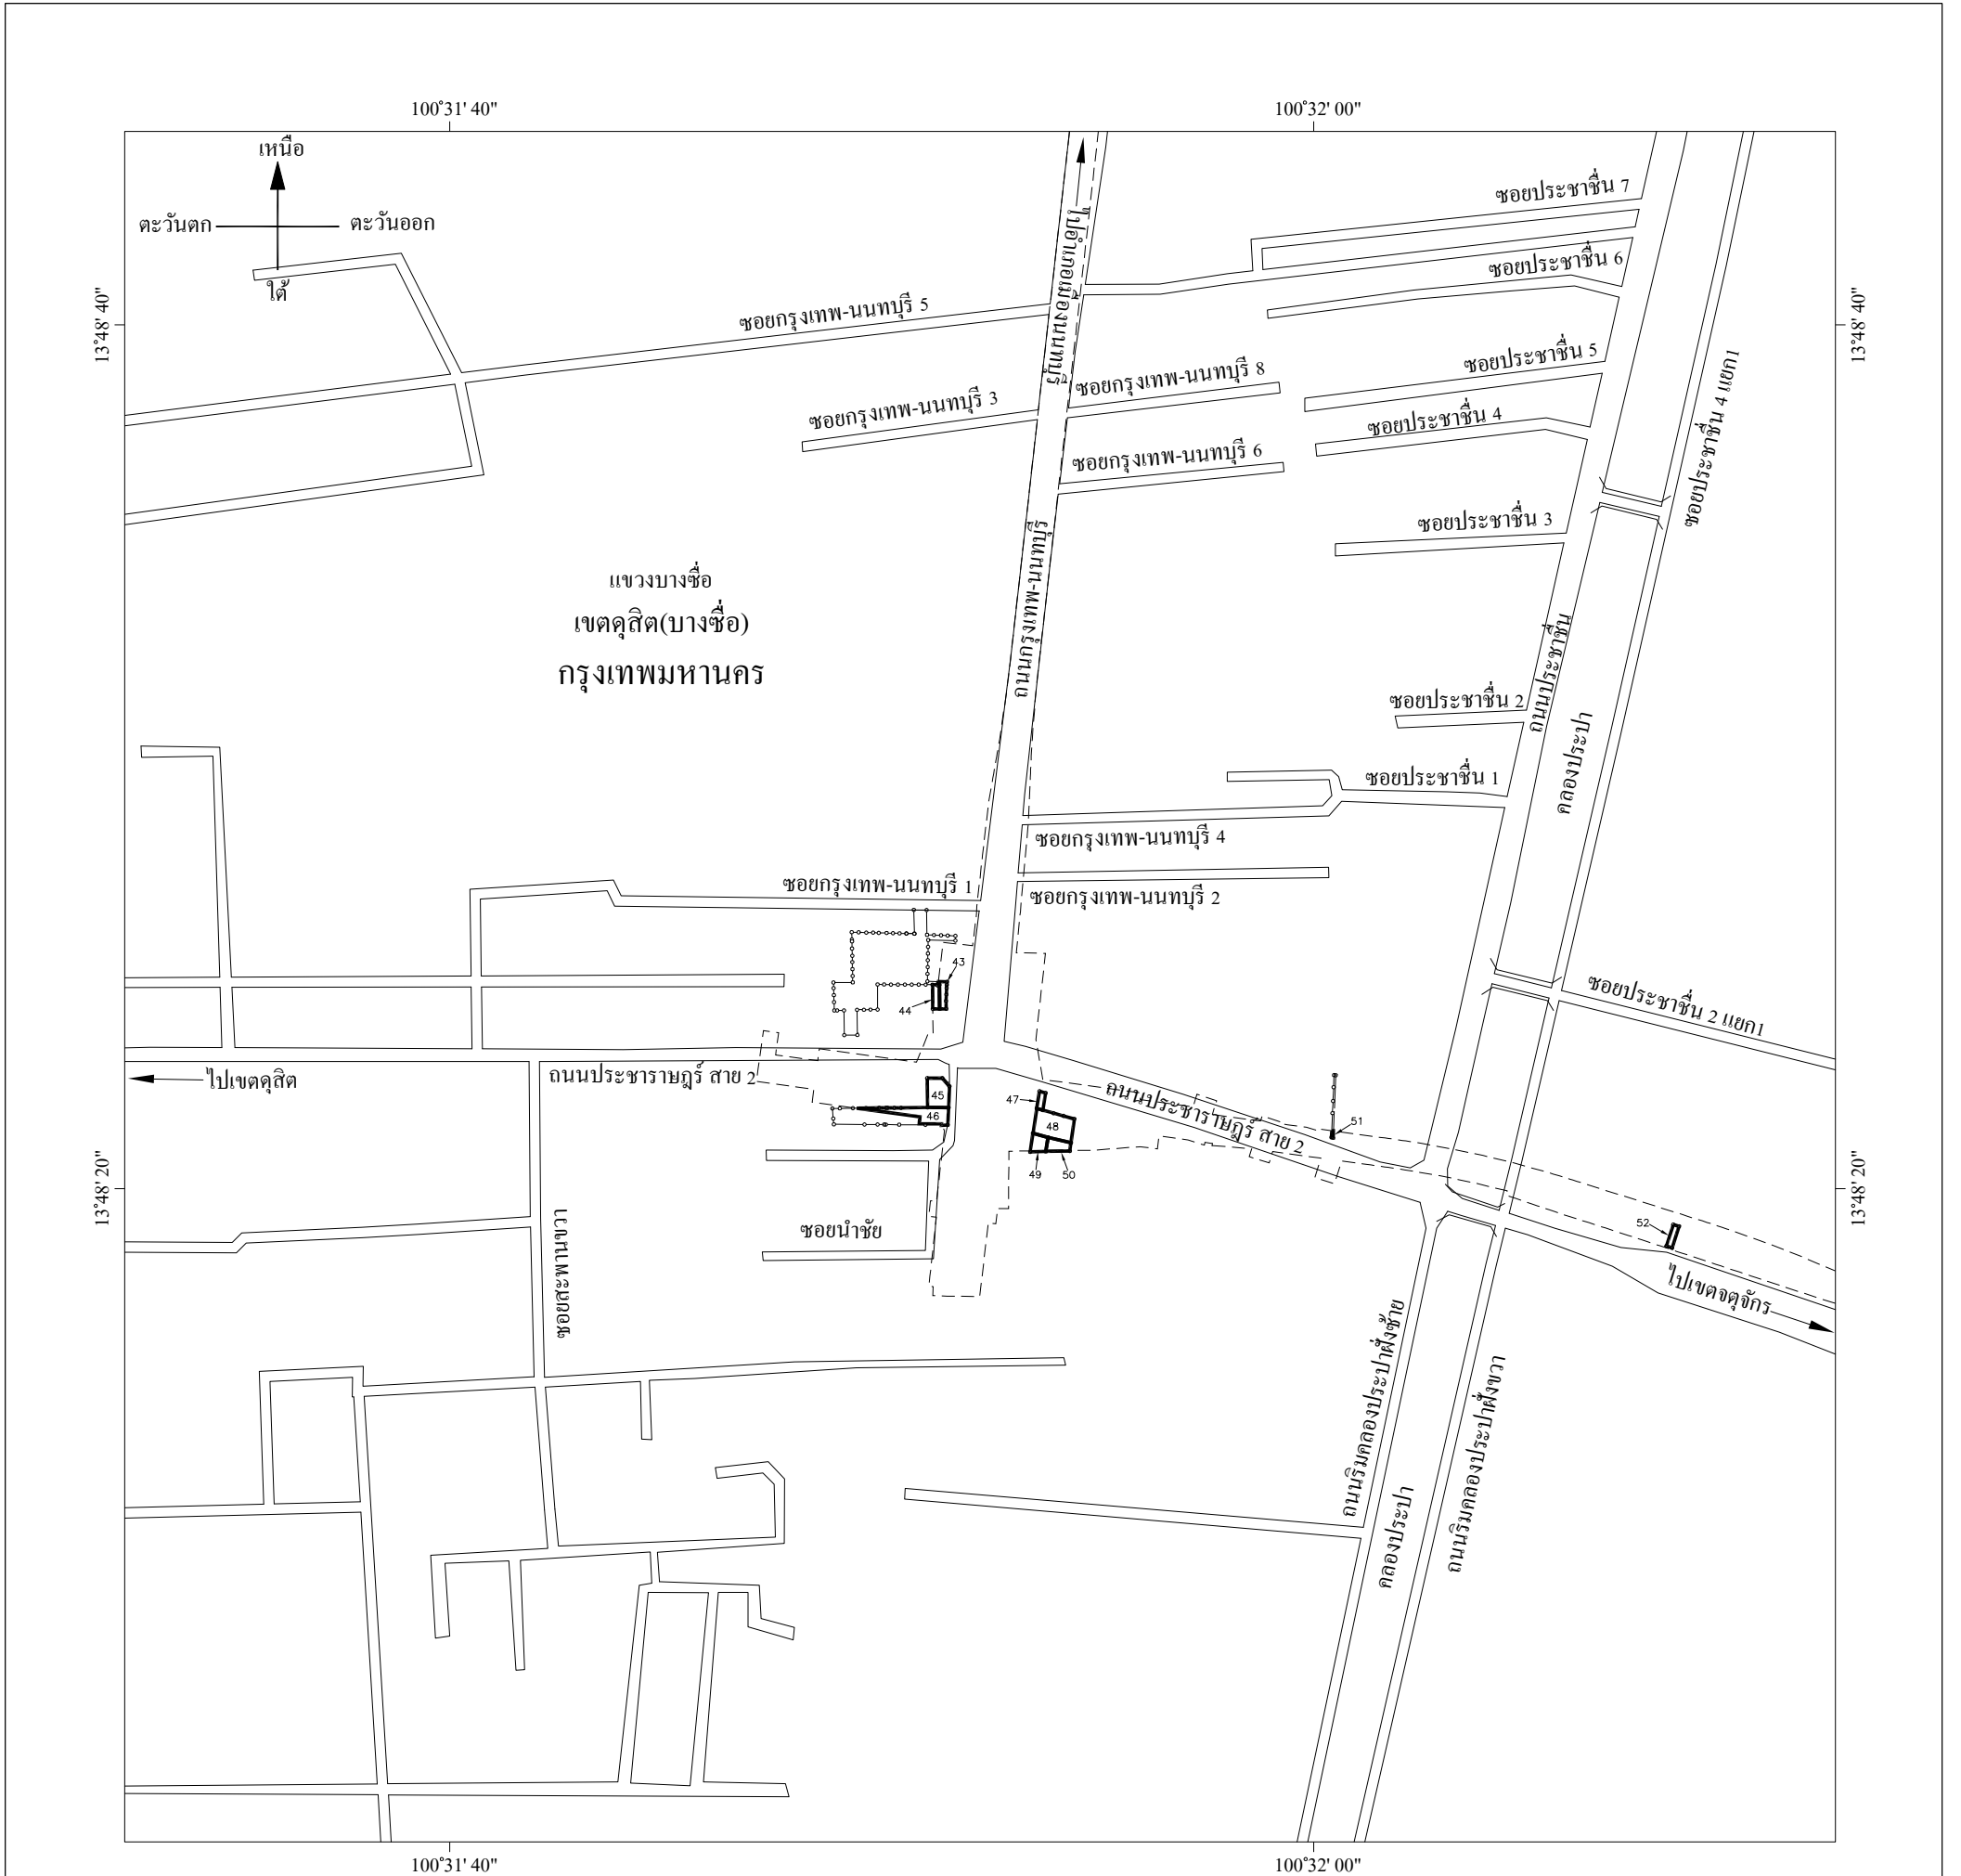 100°31' 40"
100°32' 00"
เหนือ
ตะวันตก
ตะวันออก
ใต้
13°48' 40"
13°48' 40"
ไปอำเภอเมืองนนทบุรี
ซอยประชาชื่น 7
ซอยประชาชื่น 6
ซอยกรุงเทพ-นนทบุรี 5
ซอยประชาชื่น 5
ซอยกรุงเทพ-นนทบุรี 8
ซอยกรุงเทพ-นนทบุรี 3
ซอยประชาชื่น 4
ซอยประชาชื่น 4 แยก1
ซอยกรุงเทพ-นนทบุรี 6
ซอยประชาชื่น 3
ถนนกรุงเทพ-นนทบุรี
แขวงบางซื่อ
เขตดุสิต(บางซื่อ)
กรุงเทพมหานคร
ถนนประชาชื่น
ซอยประชาชื่น 2
คลองประปา
ซอยประชาชื่น 1
ซอยกรุงเทพ-นนทบุรี 4
ซอยกรุงเทพ-นนทบุรี 1
ซอยกรุงเทพ-นนทบุรี 2
43
44
ซอยประชาชื่น 2 แยก1
ไปเขตดุสิต
ถนนประชาราษฎร์ สาย 2
45
46
47
48
49
50
ถนนประชาราษฎร์ สาย 2
51
13°48' 20"
13°48' 20"
ซอยนำชัย
52
ซอยสะพานขวา
ไปเขตจตุจักร
ถนนริมคลองประปาฝั่งซ้าย
ถนนริมคลองประปาฝั่งขวา
คลองประปา
100°31' 40"
100°32' 00"